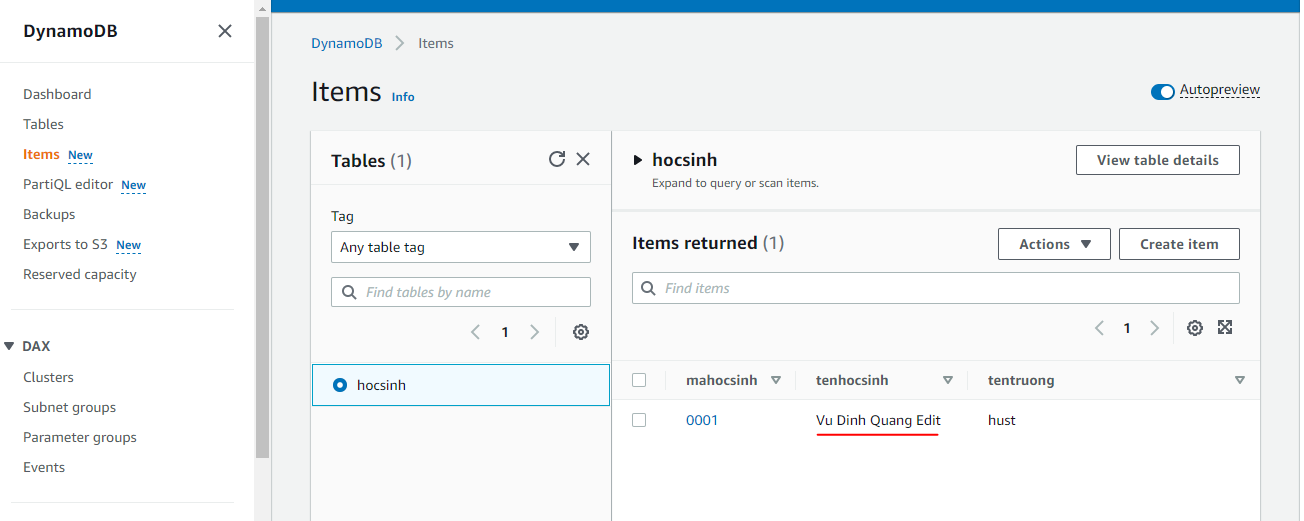 DynamoDB
Dashboard
Tables
Items New
PartiQL editor New
Backups
Exports to S3 New
Reserved capacity
DAX
Clusters
Subnet groups
Parameter groups
Events
DynamoDB Items
Items Info
Autopreview
Tables (1)
Tag
Any table tag
Find tables by name
1
hocsinh
hocsinh
Expand to query or scan items.
View table details
Items returned (1)
Actions
Create item
Find items
1
mahocsinh tenhocsinh tentruong
0001 Vu Dinh Quang Edit hust